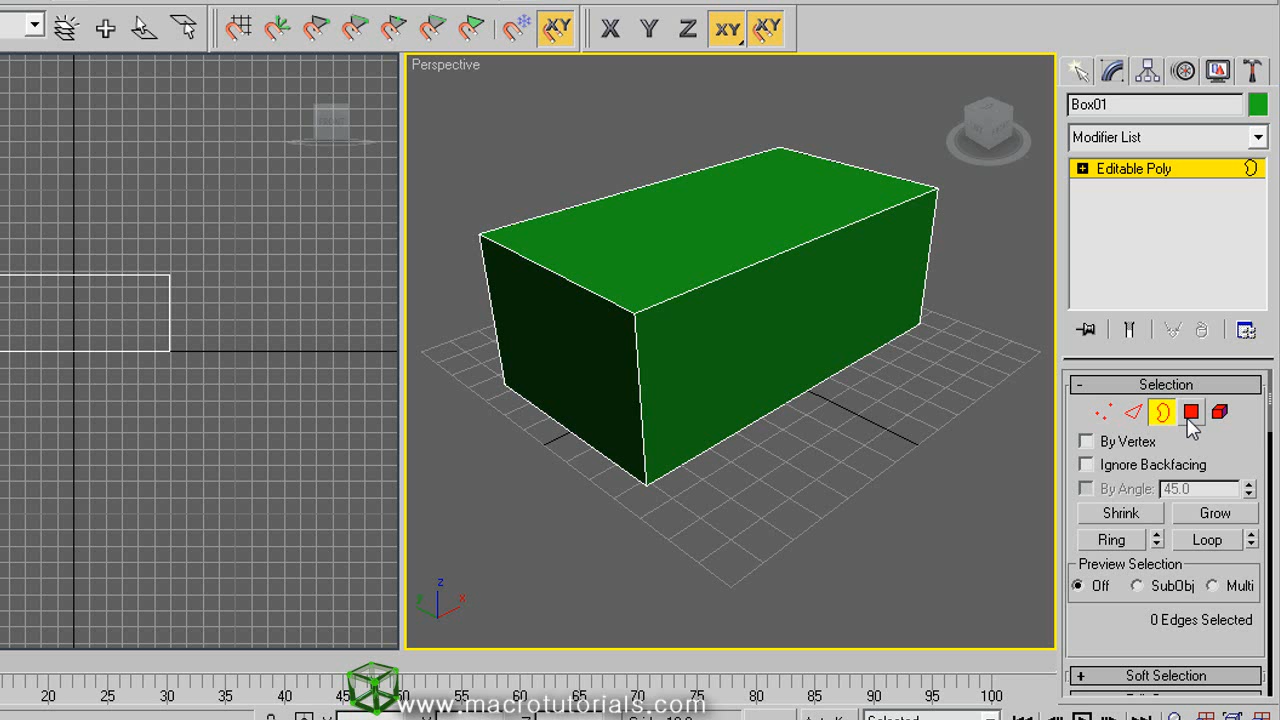 X Y Z XY XY
XY
Perspective
FRONT
Box01
Modifier List
Editable Poly
Selection
By Vertex
Ignore Backfacing
By Angle: 45.0
Shrink Grow
Ring Loop
Preview Selection
Off SubObj Multi
0 Edges Selected
Soft Selection
z
y x
20 25 30 35 40 45 50 55 60 65 70 75 80 85 90 95 100
www.macrotutorials.com
Selected